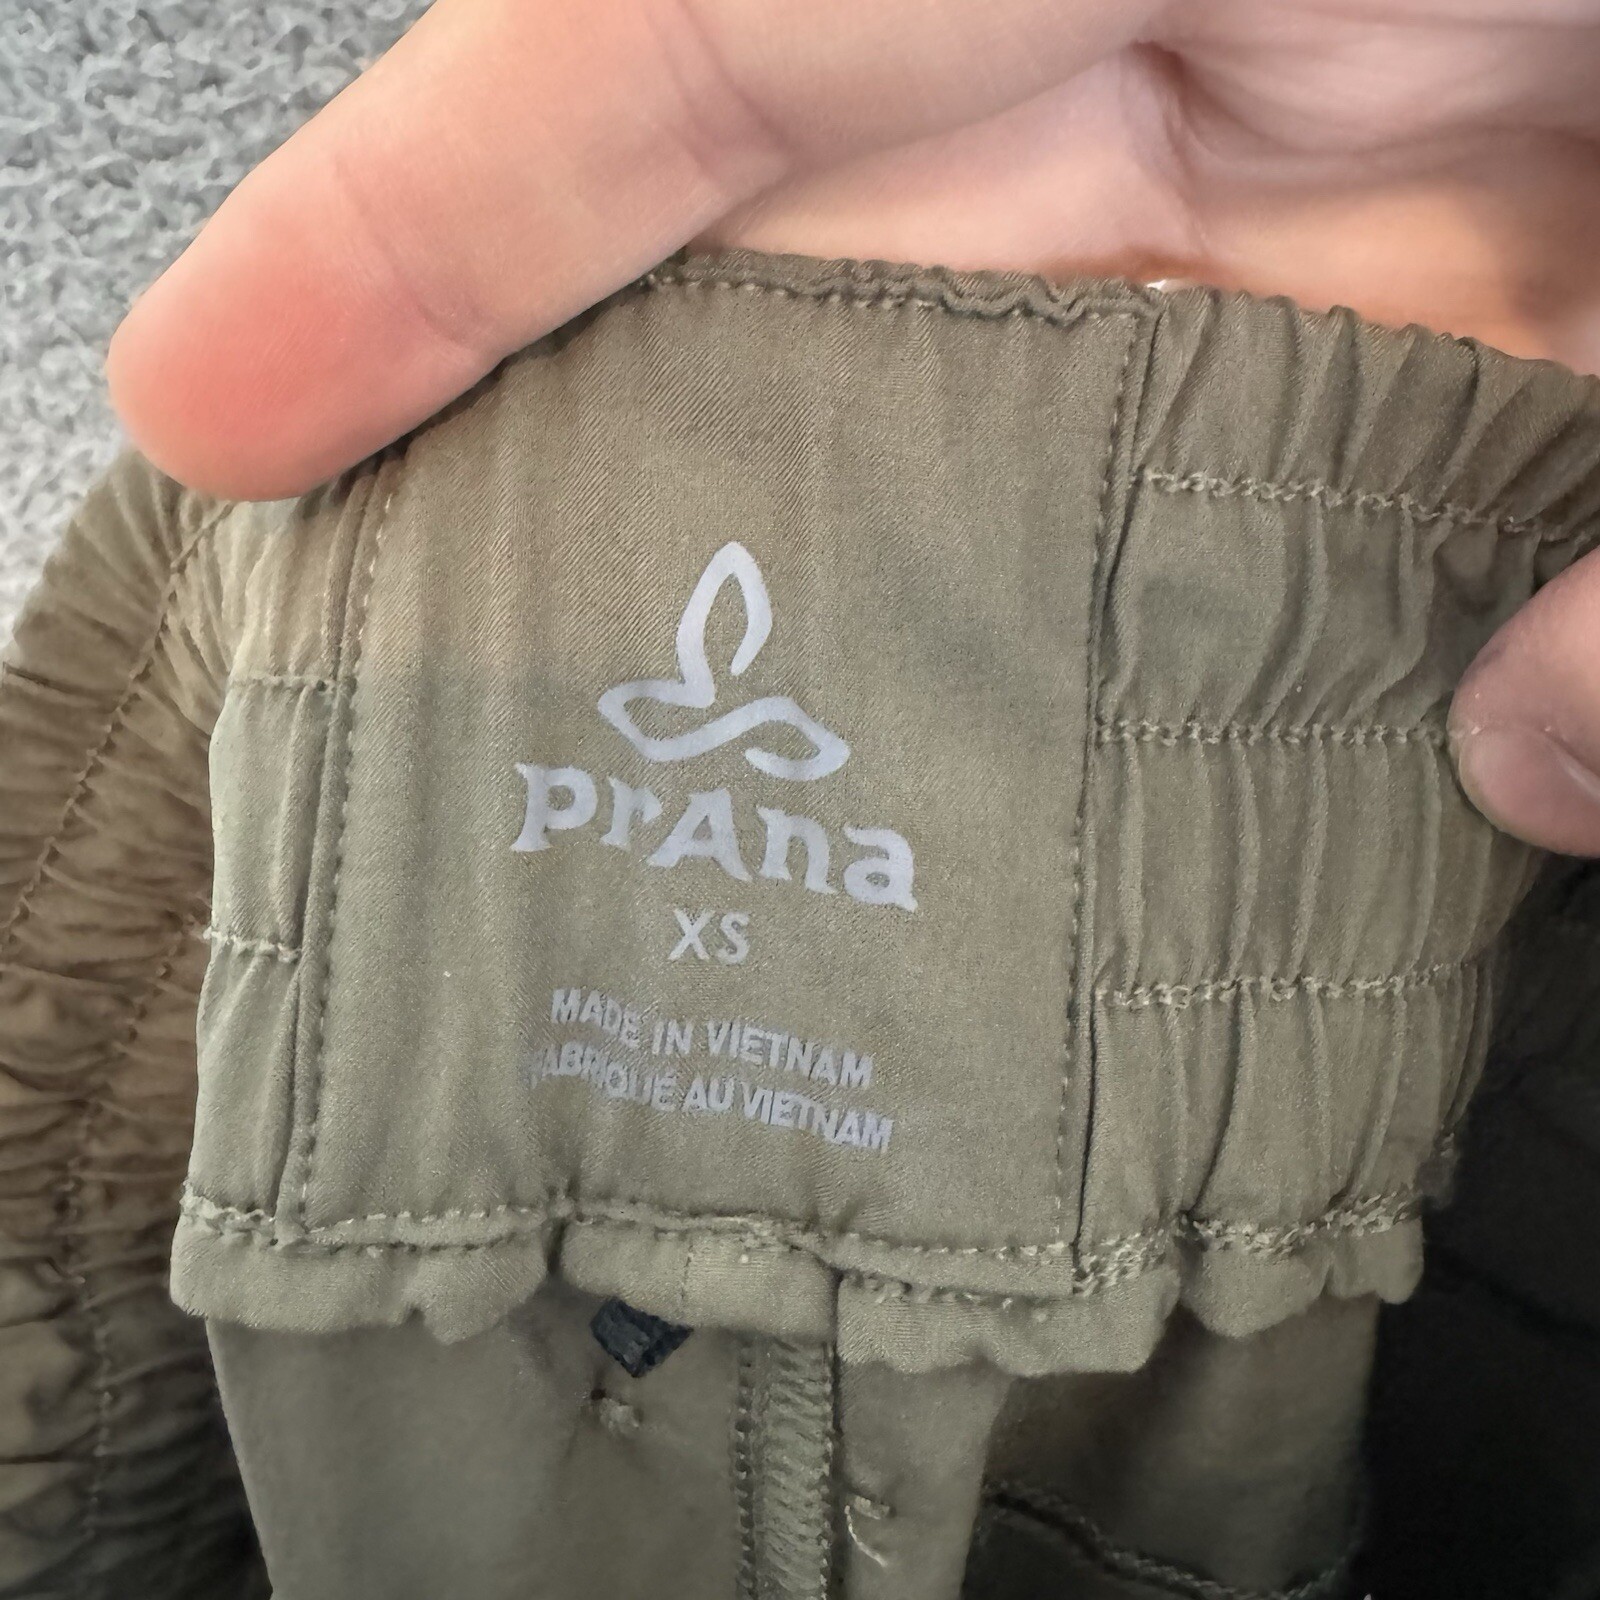 prAna
XS
MADE IN VIETNAM
FABRIQUÉ AU VIETNAM